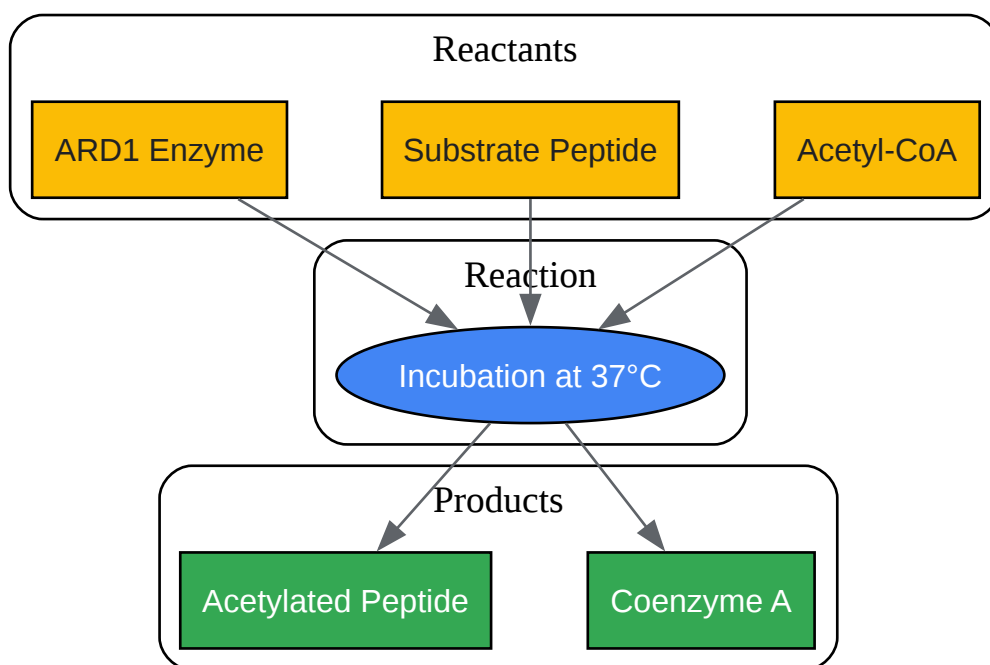 Reactants
ARD1 Enzyme
Substrate Peptide
Acetyl-CoA
Reaction
Incubation at 37°C
Products
Acetylated Peptide
Coenzyme A